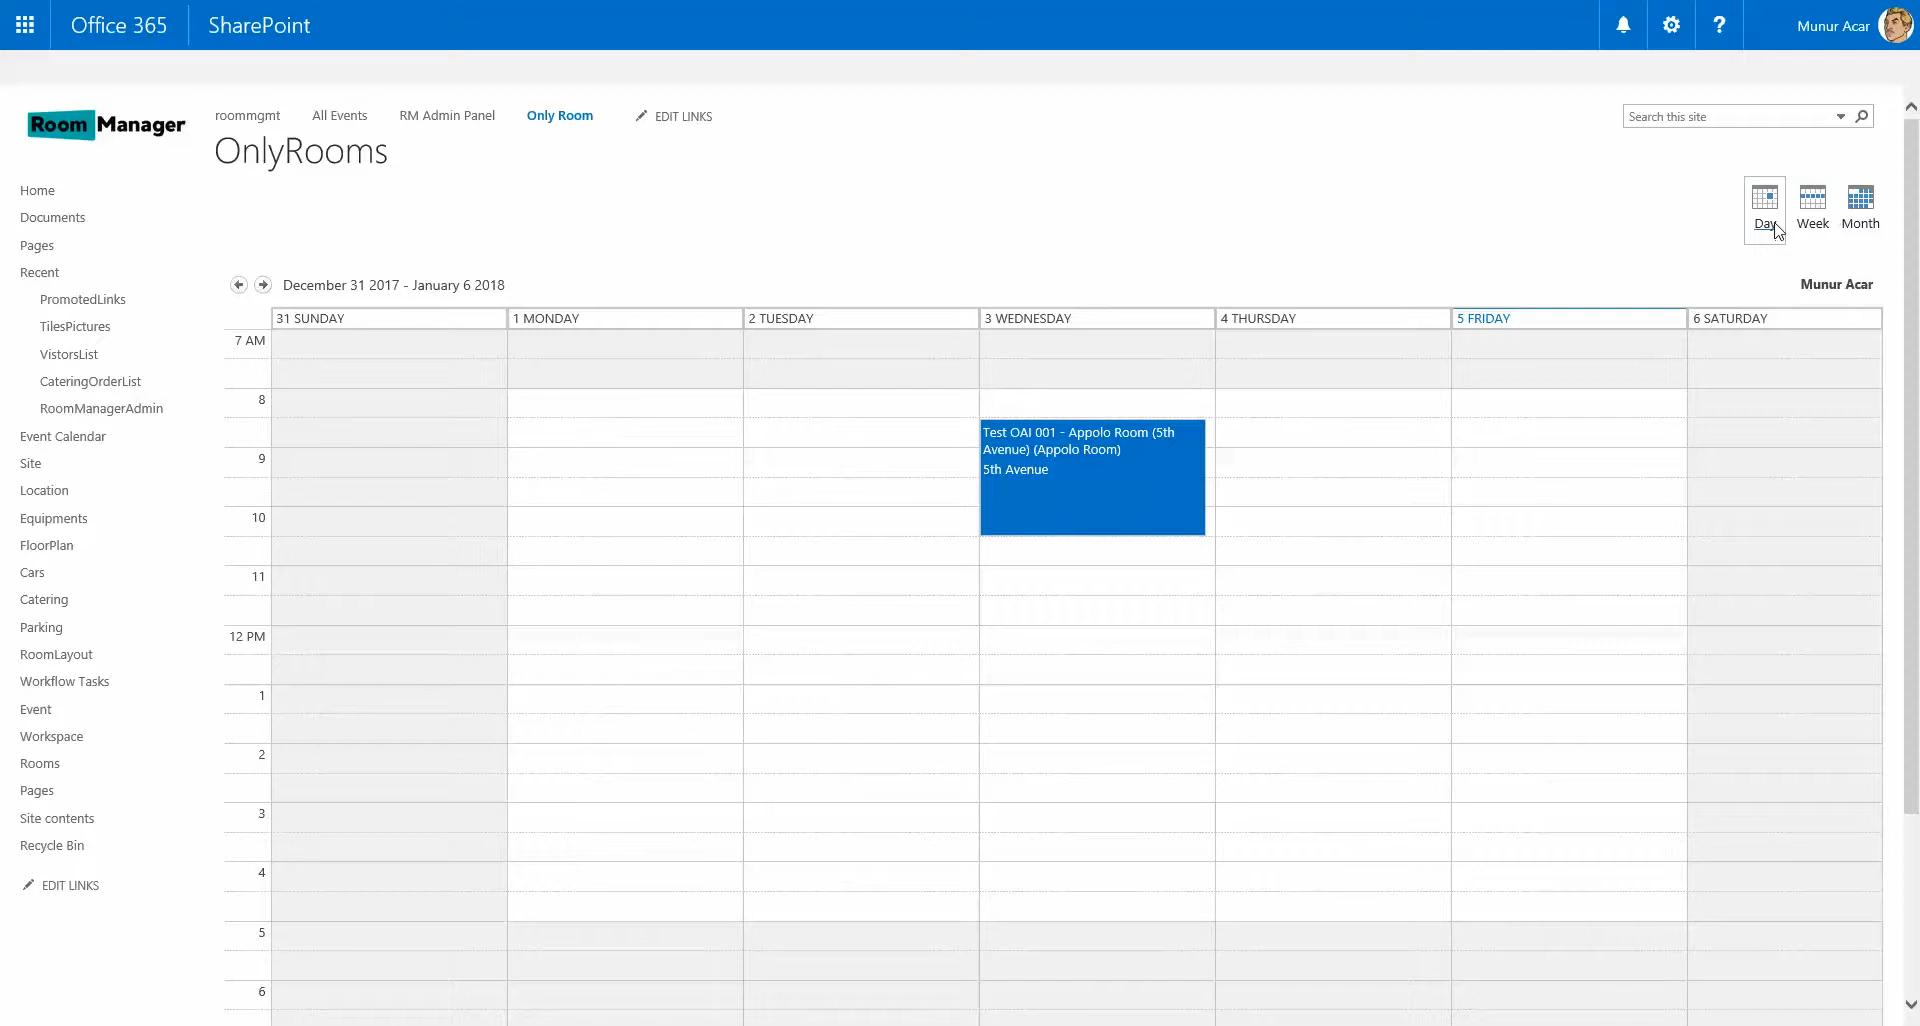 Office 365
SharePoint
?
Munur Acar
Room Manager
roommgmt
All Events
RM Admin Panel
Only Room
EDIT LINKS
Search this site
OnlyRooms
Home
Documents
Pages
Recent
PromotedLinks
TilesPictures
VistorsList
CateringOrderList
RoomManagerAdmin
Event Calendar
Site
Location
Equipments
FloorPlan
Cars
Catering
Parking
RoomLayout
Workflow Tasks
Event
Workspace
Rooms
Pages
Site contents
Recycle Bin
EDIT LINKS
Day
Week
Month
December 31 2017 - January 6 2018
Munur Acar
31 SUNDAY
1 MONDAY
2 TUESDAY
3 WEDNESDAY
4 THURSDAY
5 FRIDAY
6 SATURDAY
7 AM
8
9
10
11
12 PM
1
2
3
4
5
6
Test OAI 001 - Appolo Room (5th
Avenue) (Appolo Room)
5th Avenue